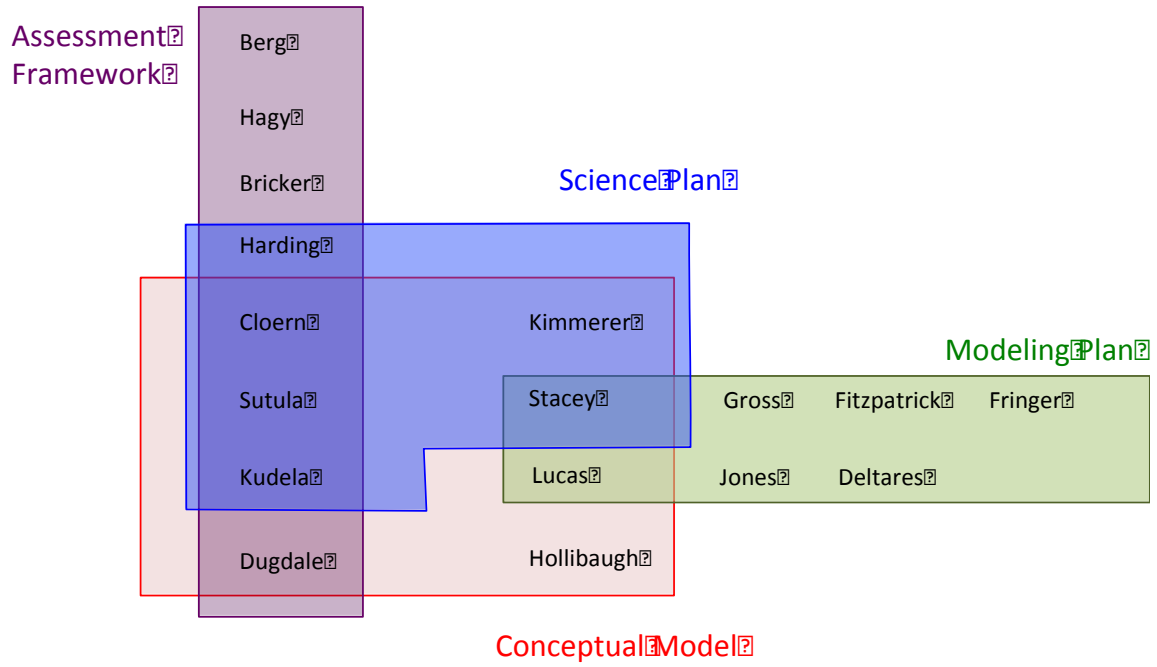 Assessment⍰
Framework⍰
Berg⍰
Hagy⍰
Bricker⍰
Science⍰Plan⍰
Harding⍰
Cloern⍰
Kimmerer⍰
Modeling⍰Plan⍰
Sutula⍰
Stacey⍰
Gross⍰
Fitzpatrick⍰
Fringer⍰
Kudela⍰
Lucas⍰
Jones⍰
Deltares⍰
Dugdale⍰
Hollibaugh⍰
Conceptual⍰Model⍰